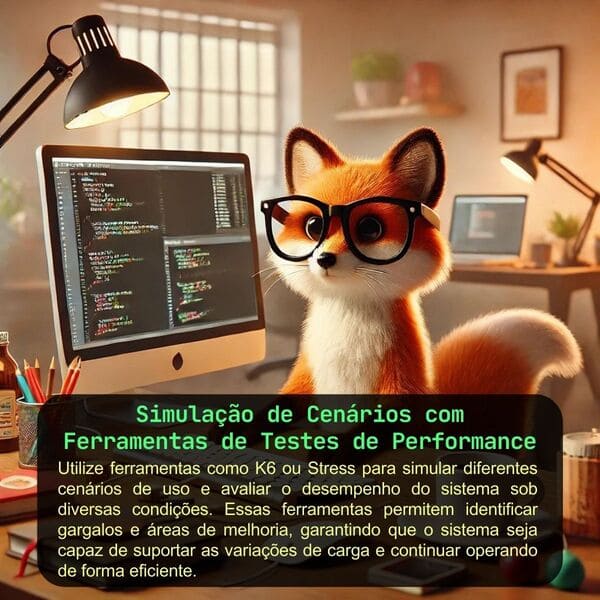 Simulação de Cenários com
Ferramentas de Testes de Performance
Utilize ferramentas como K6 ou Stress para simular diferentes
cenários de uso e avaliar o desempenho do sistema sob
diversas condições. Essas ferramentas permitem identificar
gargalos e áreas de melhoria, garantindo que o sistema seja
capaz de suportar as variações de carga e continuar operando
de forma eficiente.